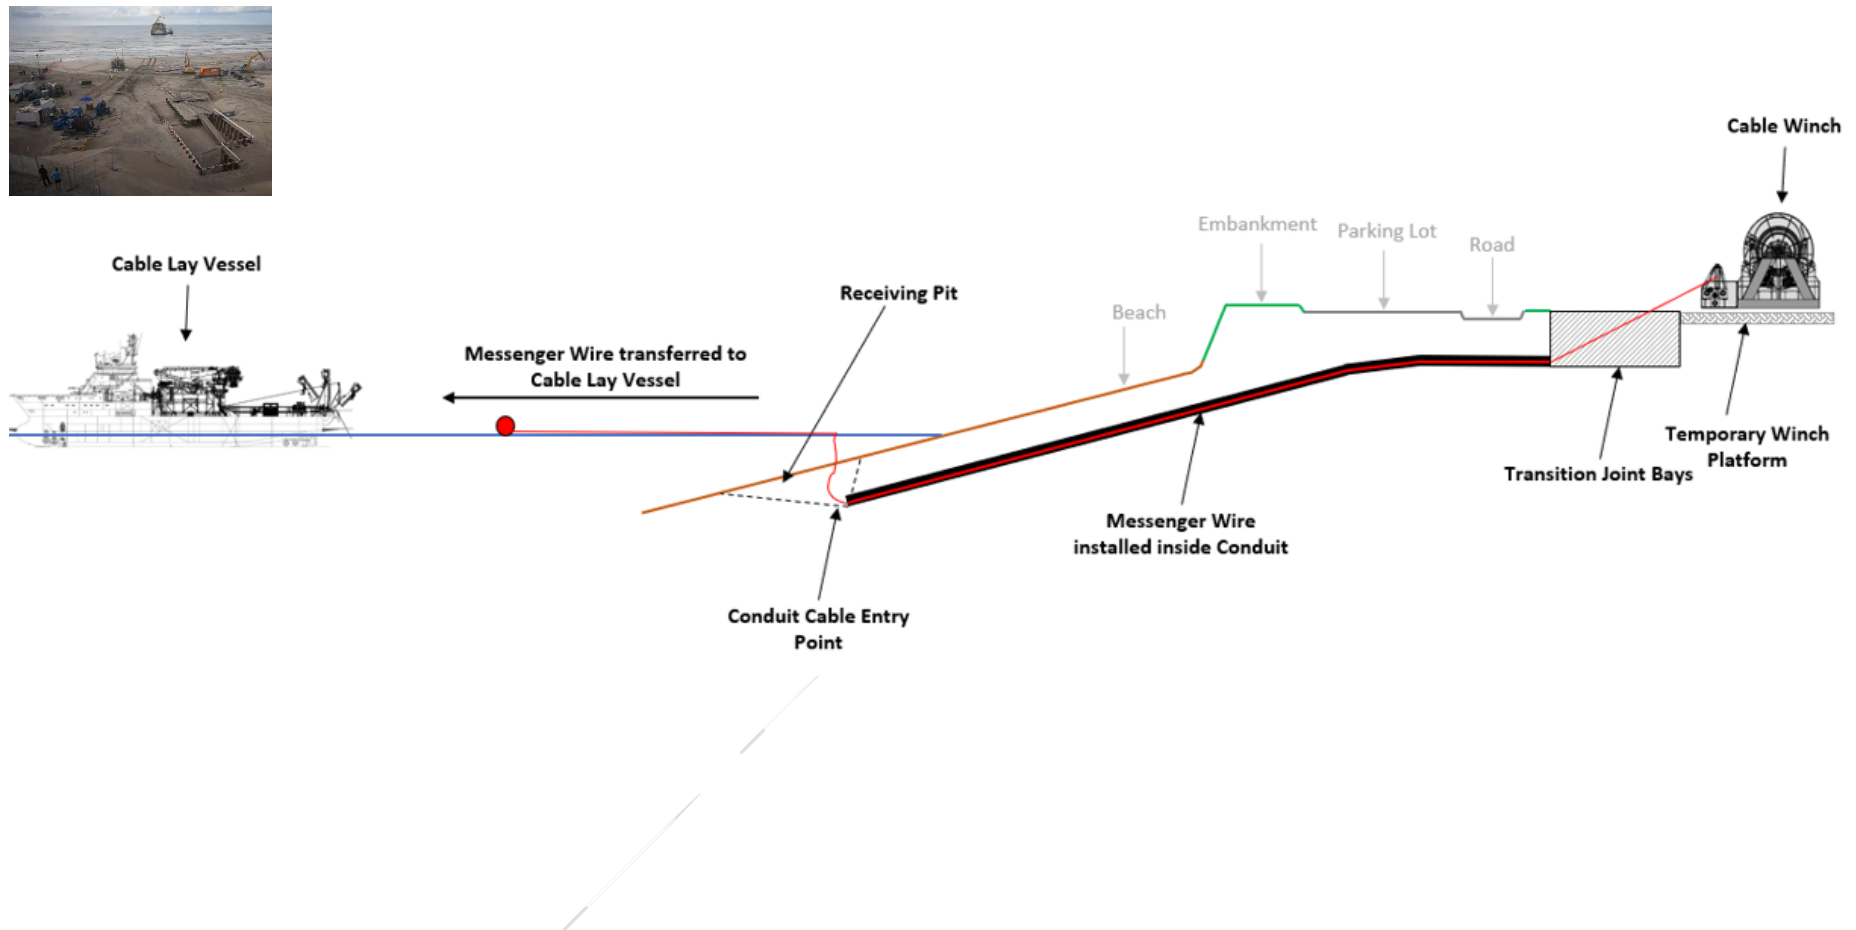 Cable Winch
Embankment
Parking Lot
Road
Cable Lay Vessel
Receiving Pit
Beach
Messenger Wire transferred to
Cable Lay Vessel
Temporary Winch
Platform
Transition Joint Bays
Messenger Wire
installed inside Conduit
Conduit Cable Entry
Point